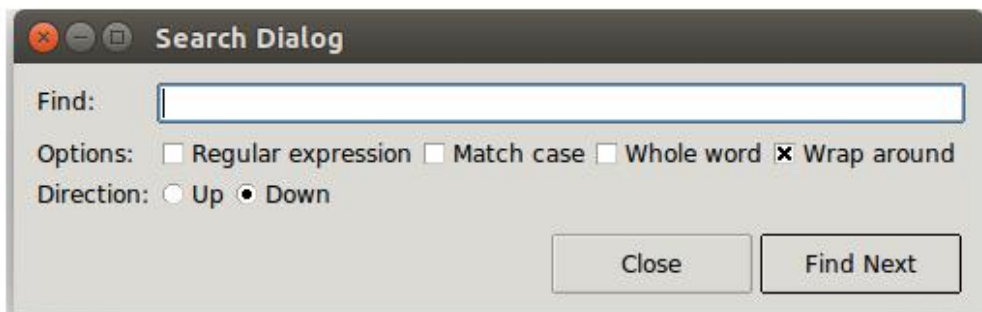 Search Dialog
Find:
Options: Regular expression Match case Whole word Wrap around
Direction: Up Down
Close Find Next